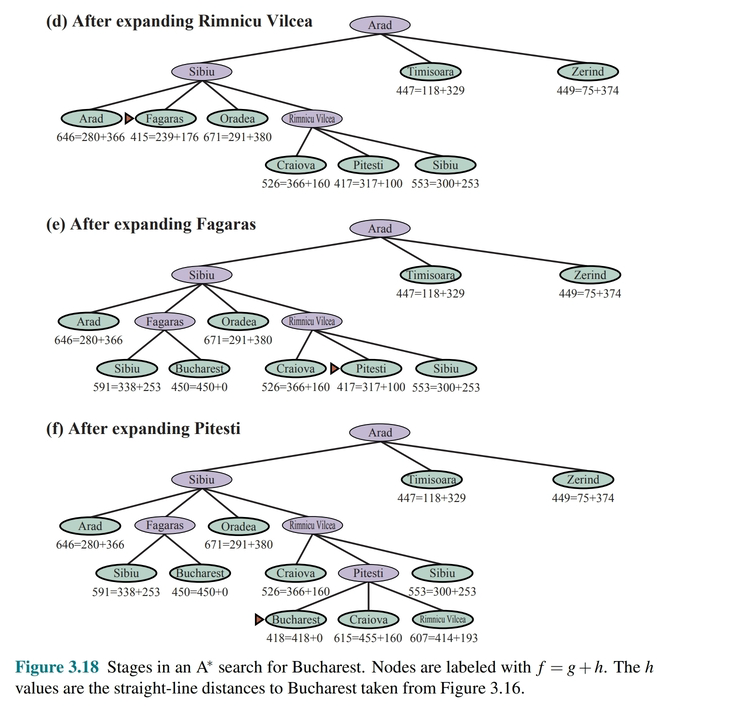 (d) After expanding Rimnicu Vilcea
Arad
Sibiu Timisoara Zerind
447=118+329 449=75+374
Arad Fagaras Oradea Rimnicu Vilcea
646=280+366 415=239+176 671=291+380
Craiova Pitesti Sibiu
526=366+160 417=317+100 553=300+253
(e) After expanding Fagaras
Arad
Sibiu Timisoara Zerind
447=118+329 449=75+374
Arad Fagaras Oradea Rimnicu Vilcea
646=280+366 671=291+380
Sibiu Bucharest Craiova Pitesti Sibiu
591=338+253 450=450+0 526=366+160 417=317+100 553=300+253
(f) After expanding Pitesti
Arad
Sibiu Timisoara Zerind
447=118+329 449=75+374
Arad Fagaras Oradea Rimnicu Vilcea
646=280+366 671=291+380
Sibiu Bucharest Craiova Pitesti Sibiu
591=338+253 450=450+0 526=366+160 553=300+253
Bucharest Craiova Rimnicu Vilcea
418=418+0 615=455+160 607=414+193
Figure 3.18 Stages in an A* search for Bucharest. Nodes are labeled with f = g + h. The h
values are the straight-line distances to Bucharest taken from Figure 3.16.